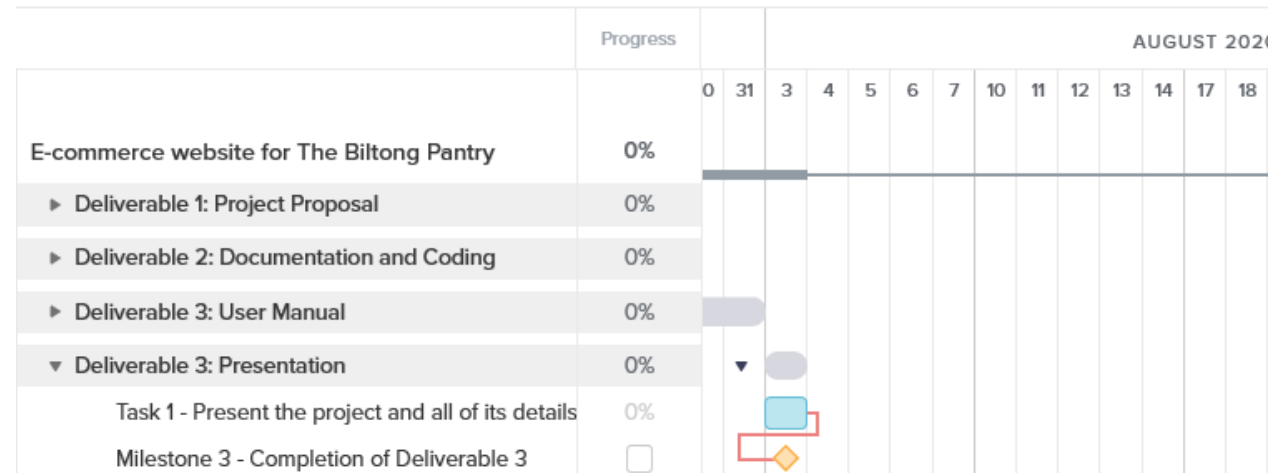 Progress
AUGUST 2020
0 31 3 4 5 6 7 10 11 12 13 14 17 18
E-commerce website for The Biltong Pantry 0%
Deliverable 1: Project Proposal 0%
Deliverable 2: Documentation and Coding 0%
Deliverable 3: User Manual 0%
Deliverable 3: Presentation 0%
Task 1 - Present the project and all of its details 0%
Milestone 3 - Completion of Deliverable 3